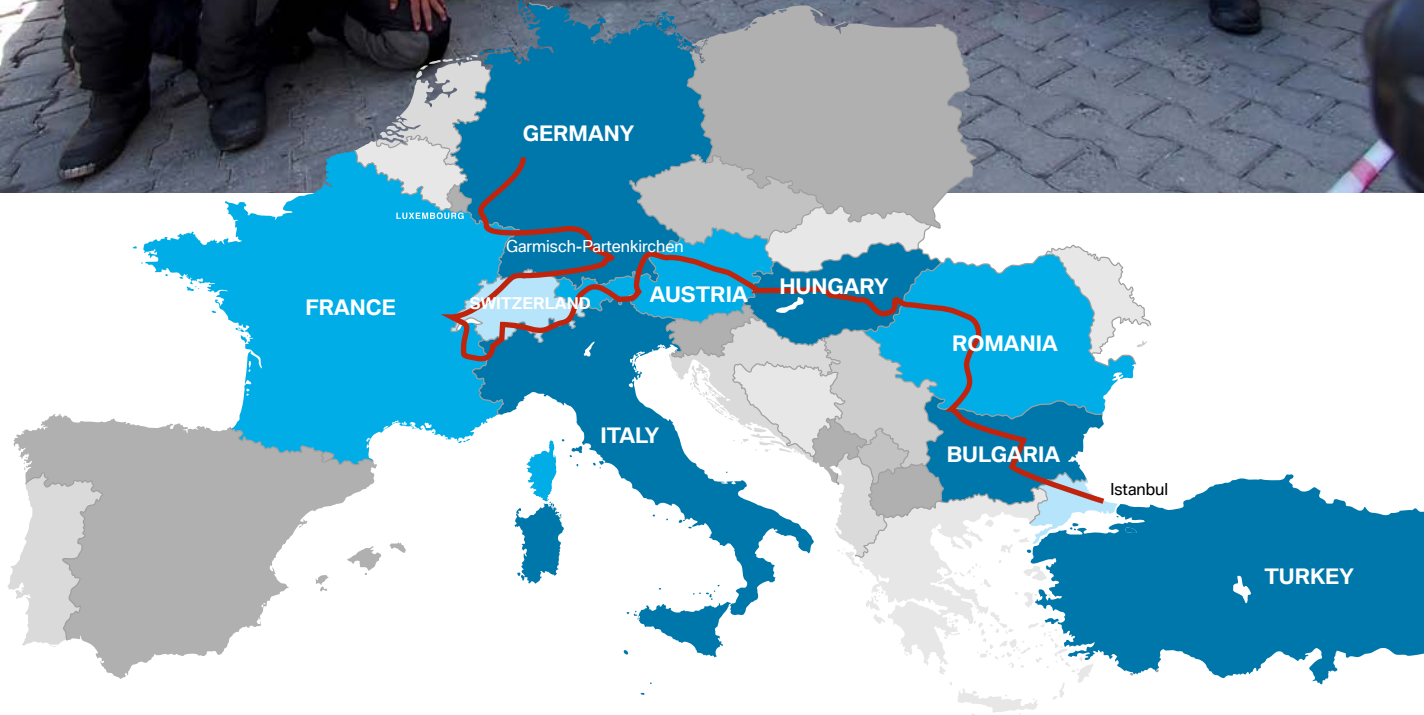 GERMANY
LUXEMBOURG
Garmisch-Partenkirchen
FRANCE
SWITZERLAND
AUSTRIA
HUNGARY
ROMANIA
ITALY
BULGARIA
Istanbul
TURKEY